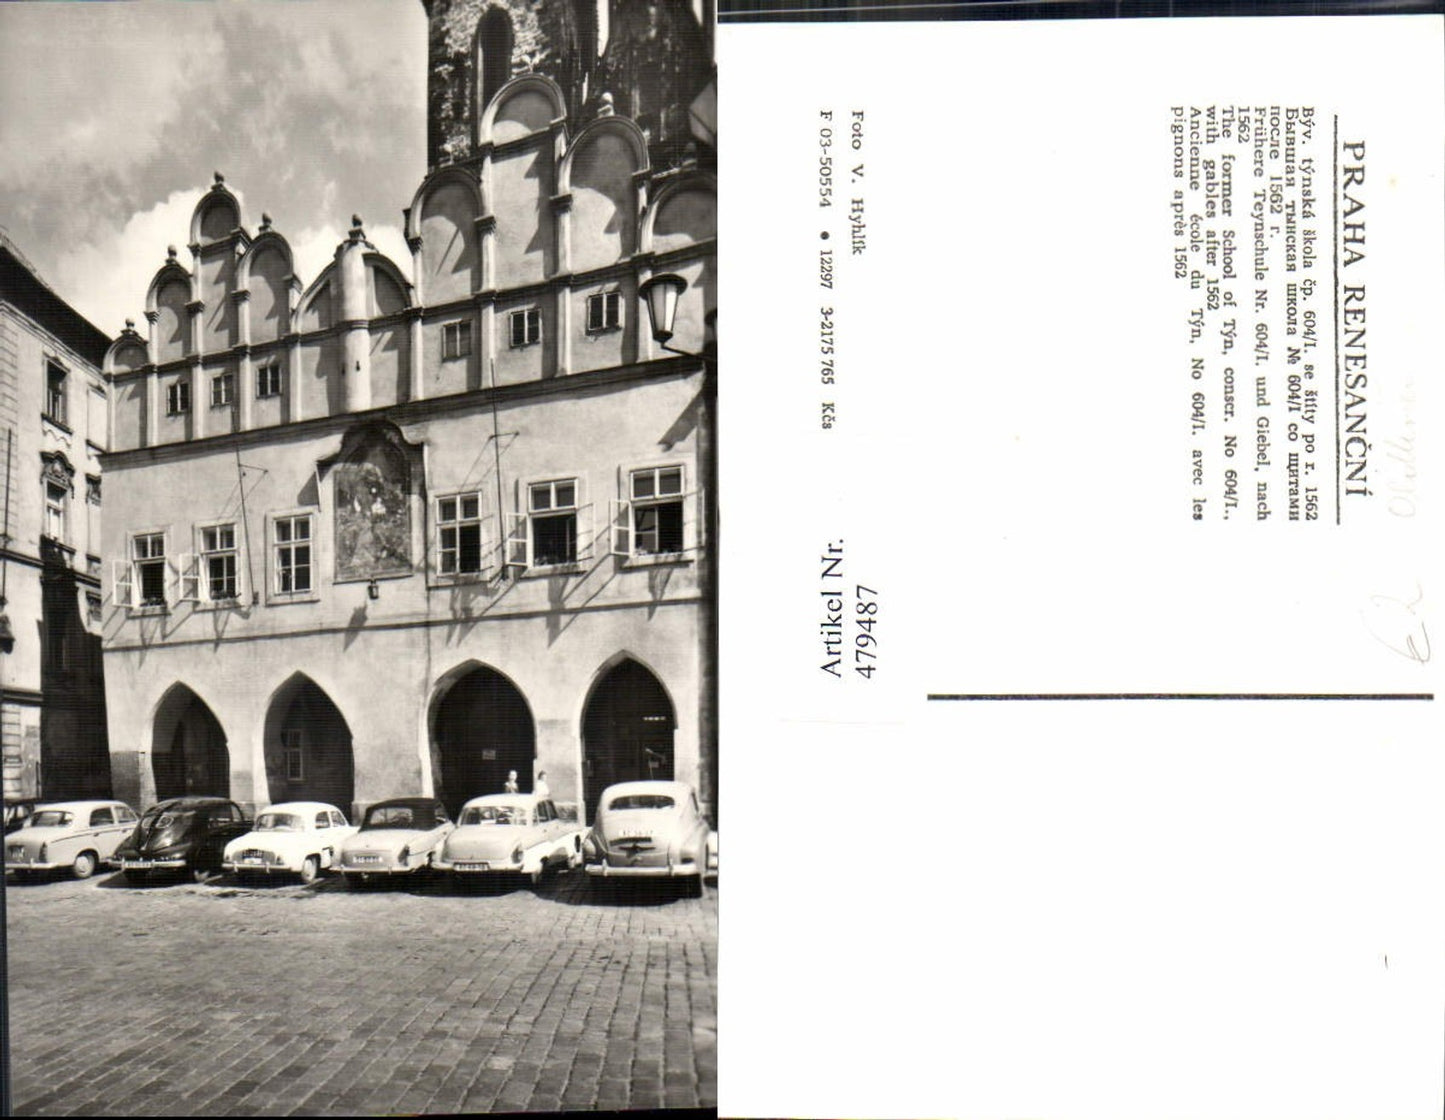 PRAHA RENESANČNÍ
Býv. týnská škola čp. 604/I. se štíty po r. 1562
Бывшая тынская школа № 604/I со щитами
после 1562 г.
Frühere Teynschule Nr. 604/I. und Giebel, nach
1562
The former School of Týn, conscr. No 604/I.,
with gables after 1562
Ancienne école du Týn, No 604/I. avec les
pignons après 1562
Foto V. Hyhlík
F 03-50554 ● 12297 3-2175 765 Kčs
Artikel Nr.
479487